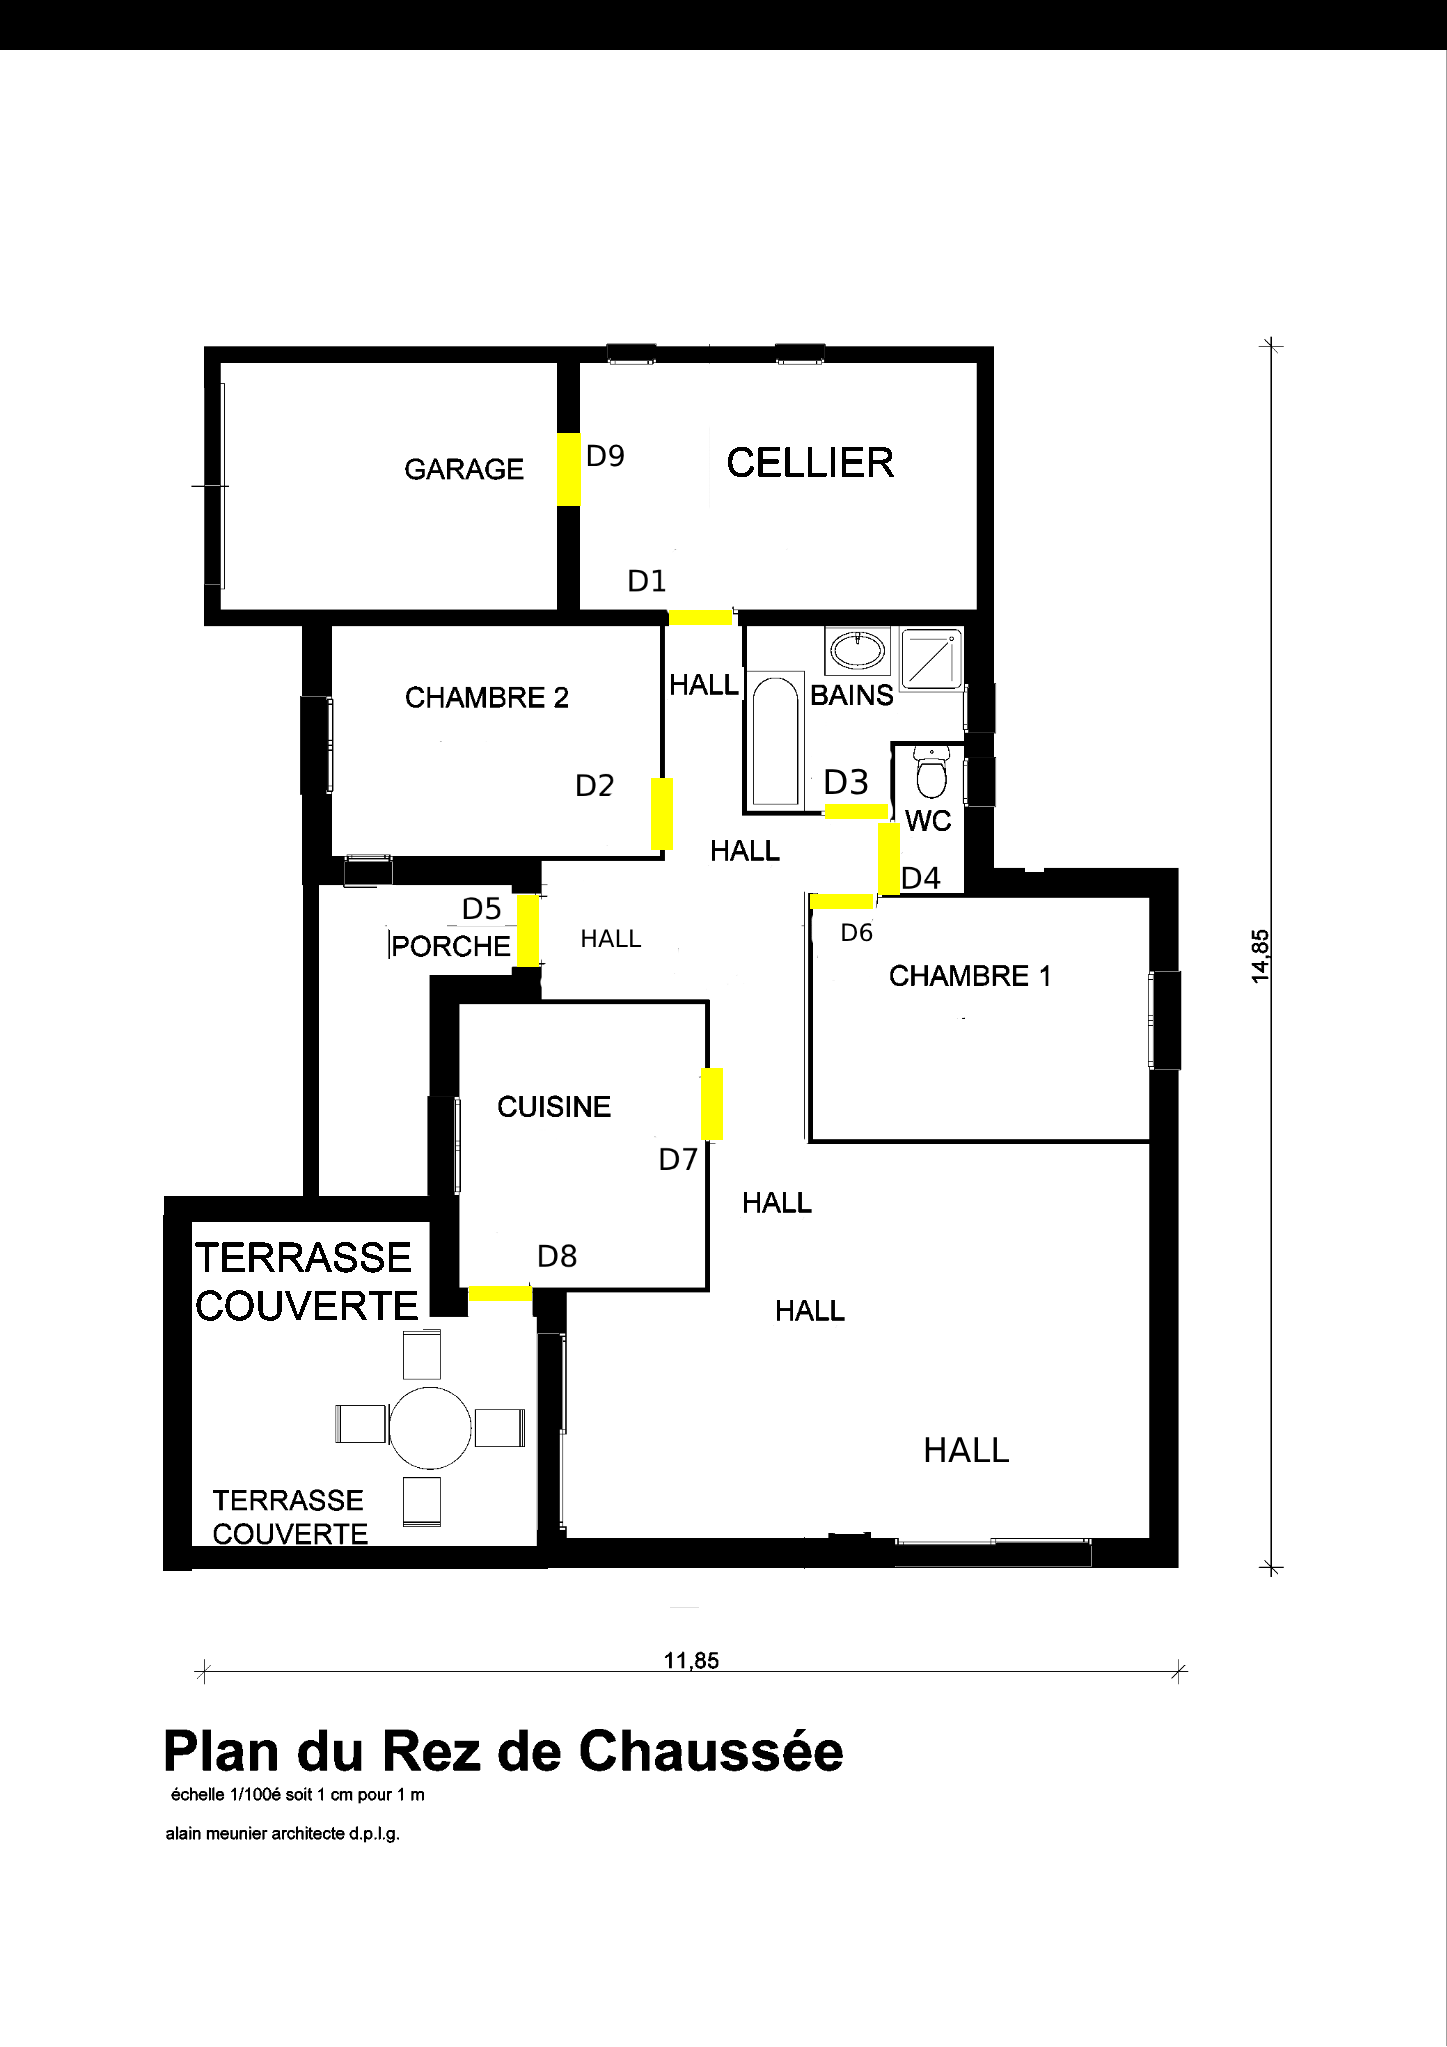 D9
GARAGE
CELLIER
D1
HALL
CHAMBRE 2
BAINS
D2
D3
WC
HALL
D4
D5
D6
HALL
PORCHE
14,85
CHAMBRE 1
CUISINE
D7
HALL
D8
TERRASSE
COUVERTE
HALL
HALL
TERRASSE
COUVERTE
11,85
Plan du Rez de Chaussée
échelle 1/100é soit 1 cm pour 1 m
alain meunier architecte d.p.l.g.